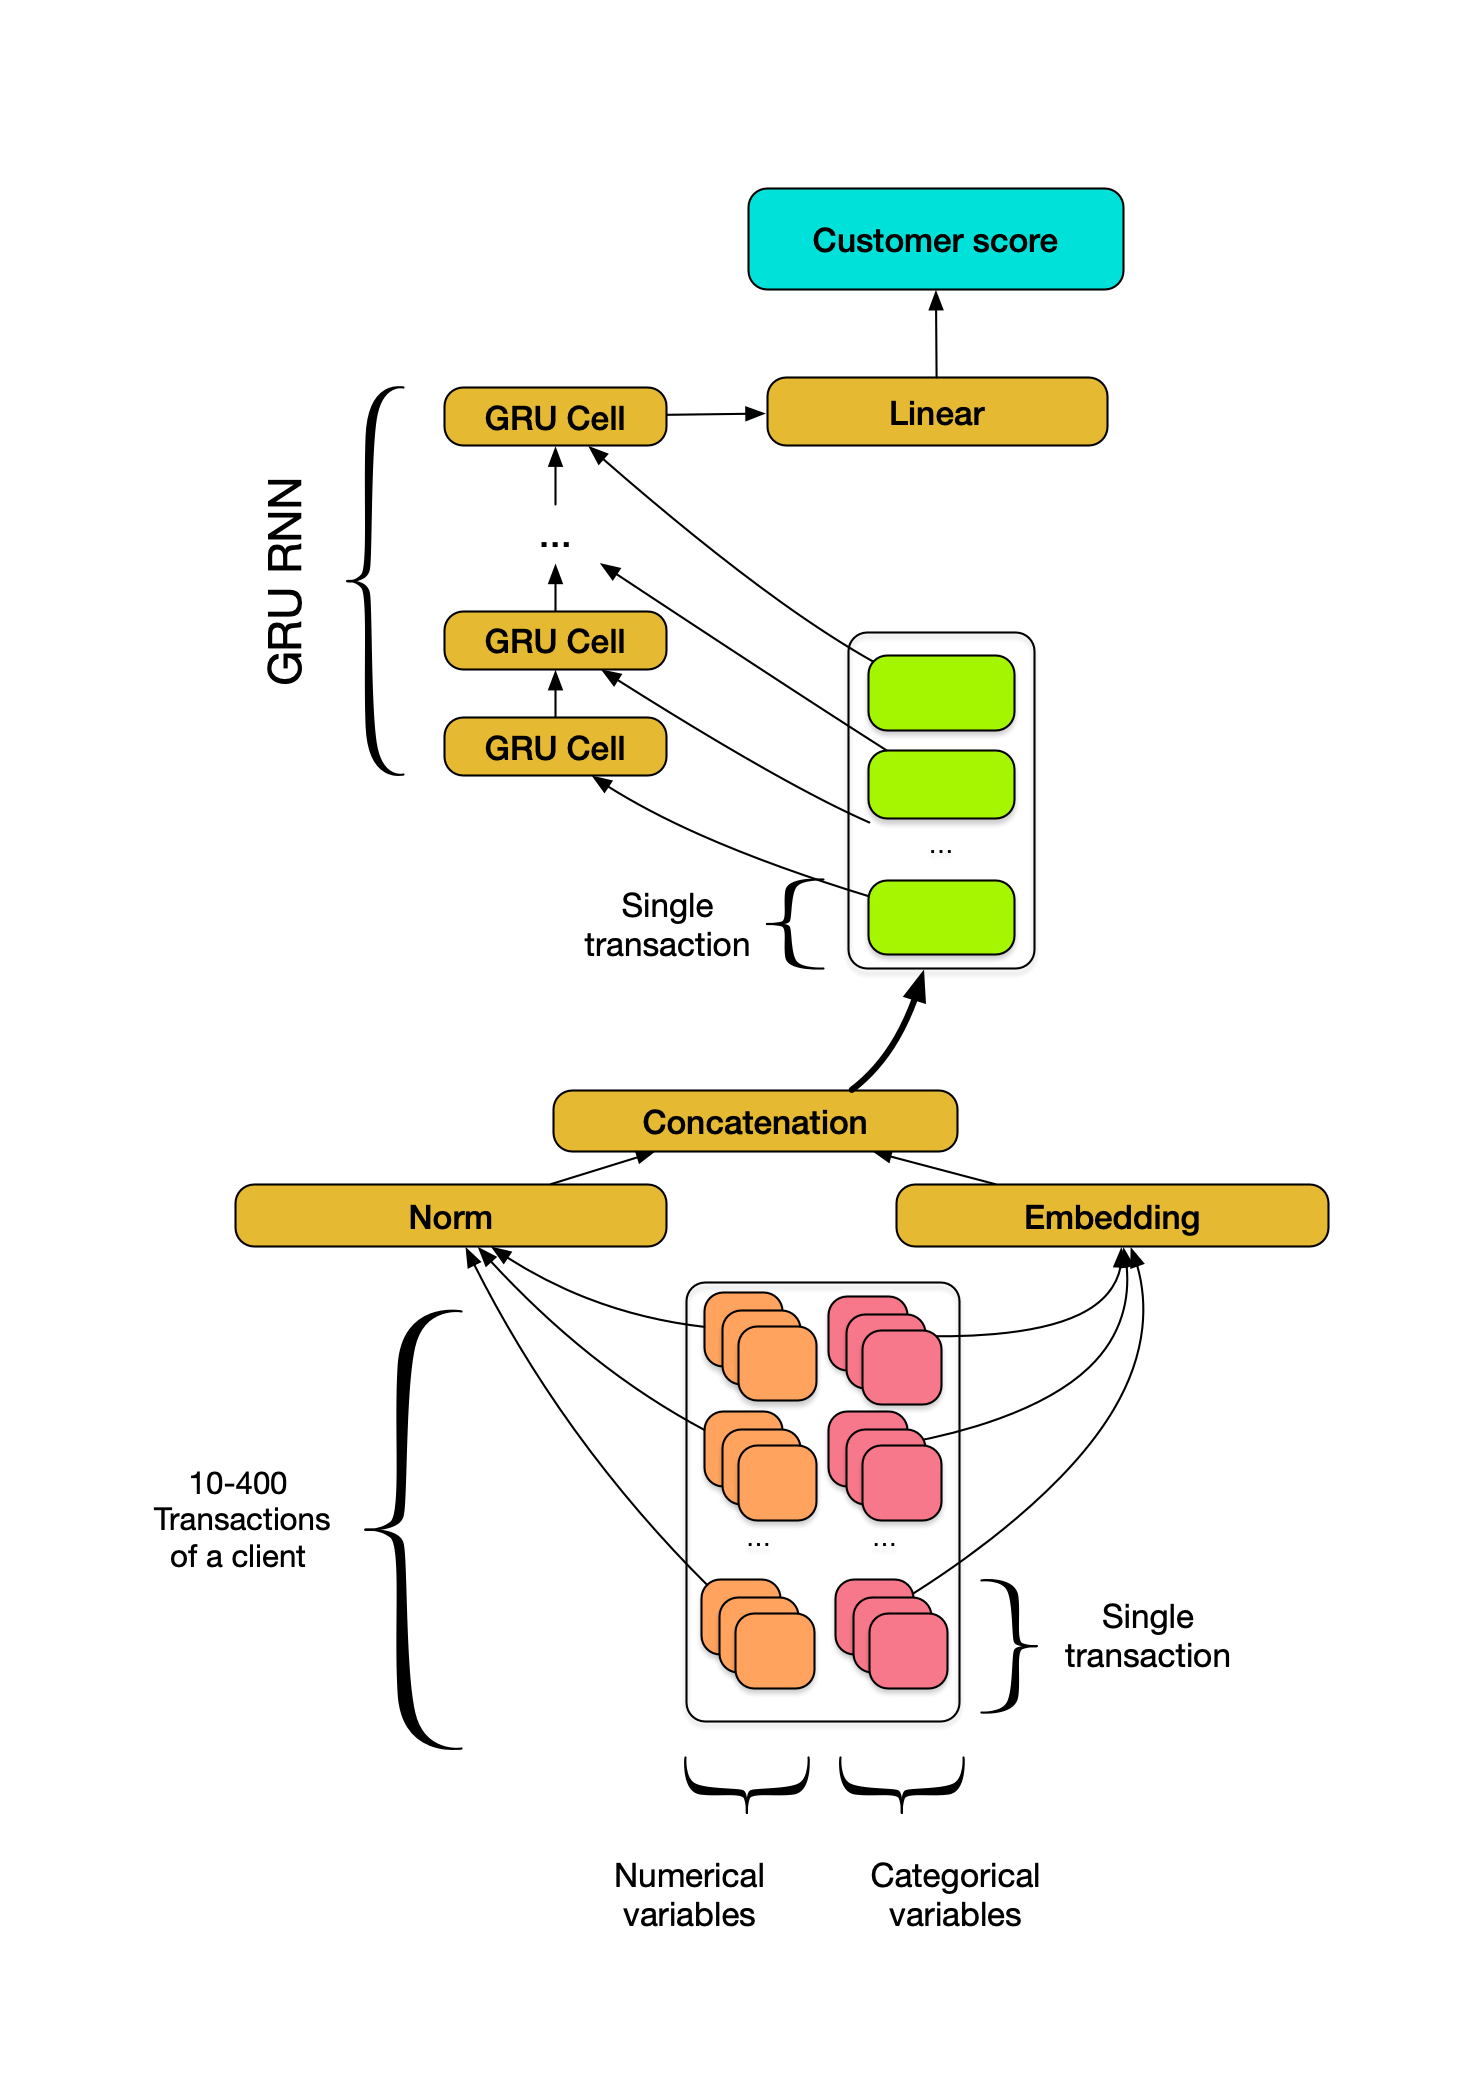 Customer score
GRU Cell
Linear
GRU RNN
...
GRU Cell
GRU Cell
...
Single
transaction
Concatenation
Norm
Embedding
10-400
Transactions
of a client
... ...
Single
transaction
Numerical
variables
Categorical
variables